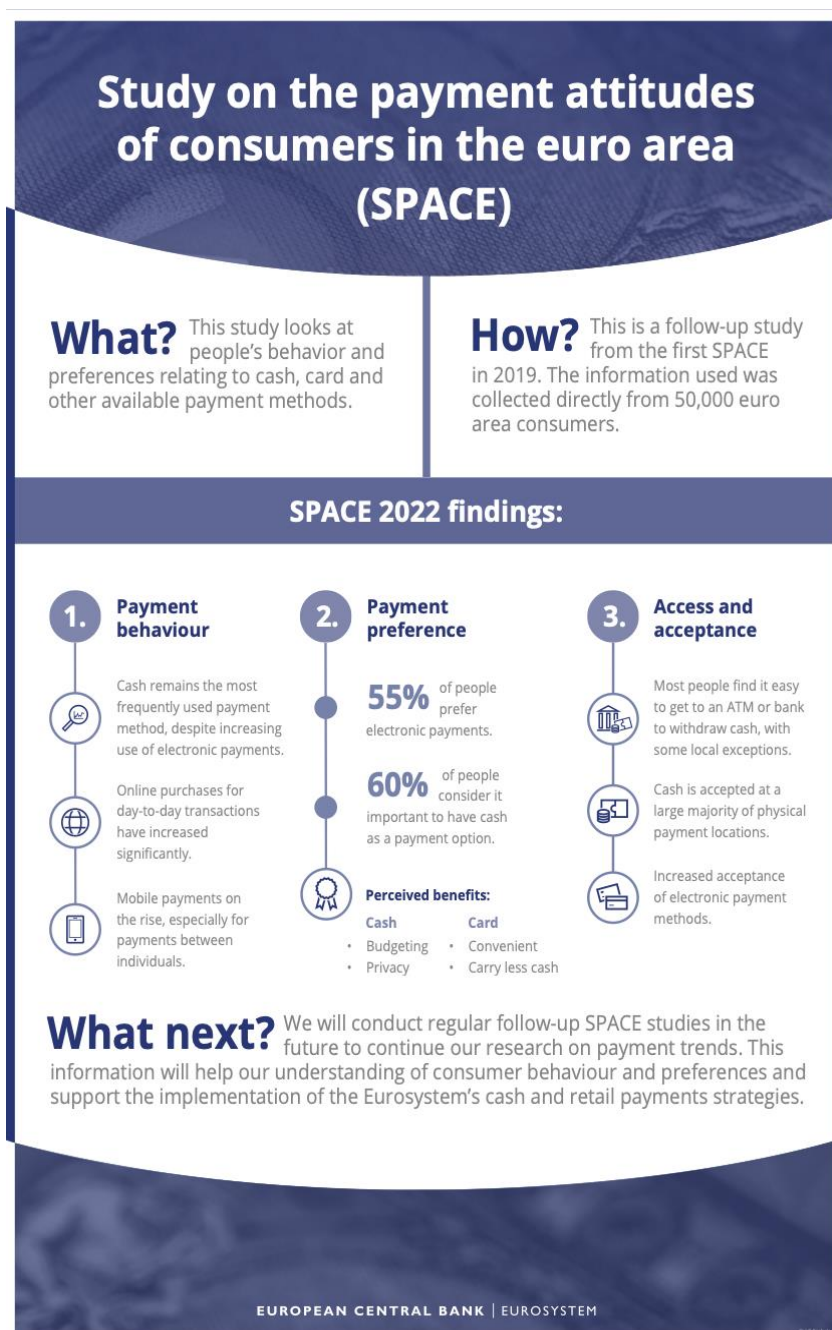 Study on the payment attitudes
of consumers in the euro area
(SPACE)
What? This study looks at
people's behavior and
preferences relating to cash, card and
other available payment methods.
How? This is a follow-up study
from the first SPACE
in 2019. The information used was
collected directly from 50,000 euro
area consumers.
SPACE 2022 findings:
1. Payment
behaviour
Cash remains the most
frequently used payment
method, despite increasing
use of electronic payments.
Online purchases for
day-to-day transactions
have increased
significantly.
Mobile payments on
the rise, especially for
payments between
individuals.
2. Payment
preference
55% of people
prefer
electronic payments.
60% of people
consider it
important to have cash
as a payment option.
Perceived benefits:
Cash
• Budgeting
• Privacy
Card
• Convenient
• Carry less cash
3. Access and
acceptance
Most people find it easy
to get to an ATM or bank
to withdraw cash, with
some local exceptions.
Cash is accepted at a
large majority of physical
payment locations.
Increased acceptance
of electronic payment
methods.
What next? We will conduct regular follow-up SPACE studies in the
future to continue our research on payment trends. This
information will help our understanding of consumer behaviour and preferences and
support the implementation of the Eurosystem's cash and retail payments strategies.
EUROPEAN CENTRAL BANK | EUROSYSTEM